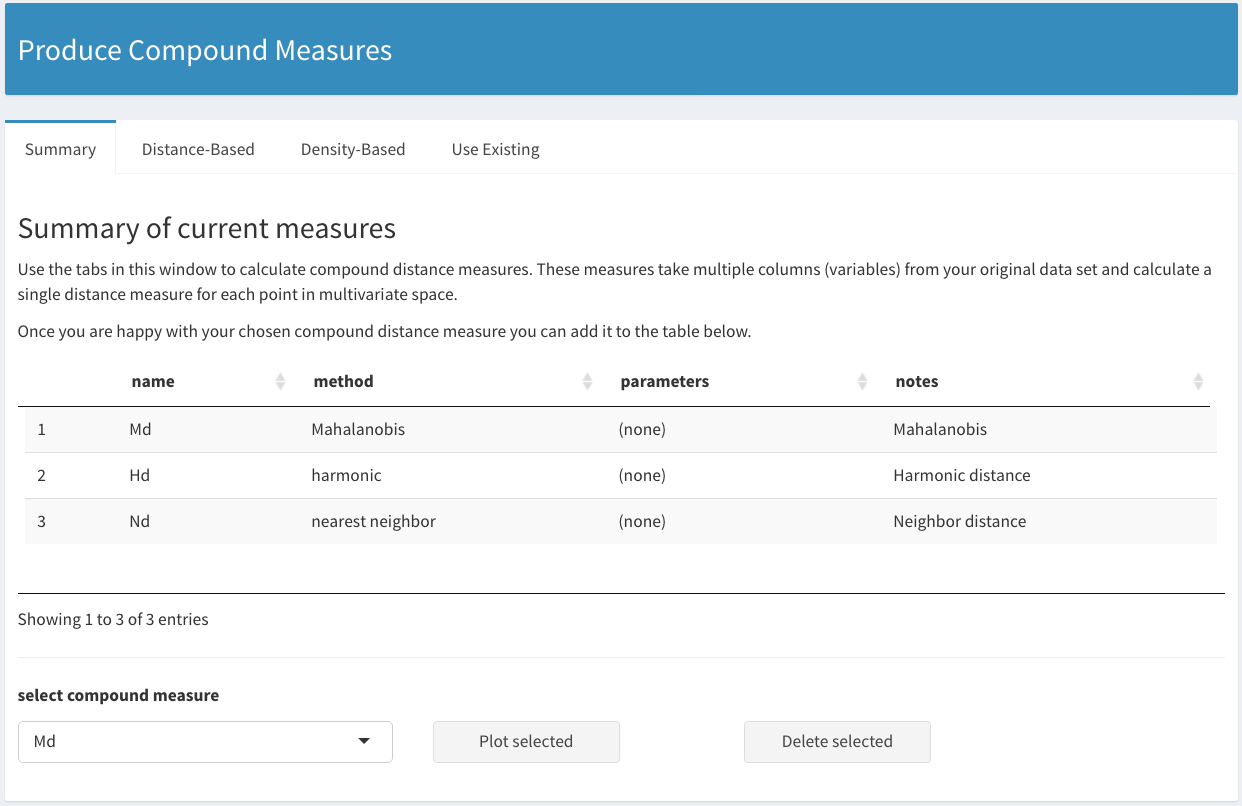 Produce Compound Measures
Summary Distance-Based Density-Based Use Existing
Summary of current measures
Use the tabs in this window to calculate compound distance measures. These measures take multiple columns (variables) from your original data set and calculate a
single distance measure for each point in multivariate space.
Once you are happy with your chosen compound distance measure you can add it to the table below.
name method parameters notes
1 Md Mahalanobis (none) Mahalanobis
2 Hd harmonic (none) Harmonic distance
3 Nd nearest neighbor (none) Neighbor distance
Showing 1 to 3 of 3 entries
select compound measure
Md Plot selected Delete selected